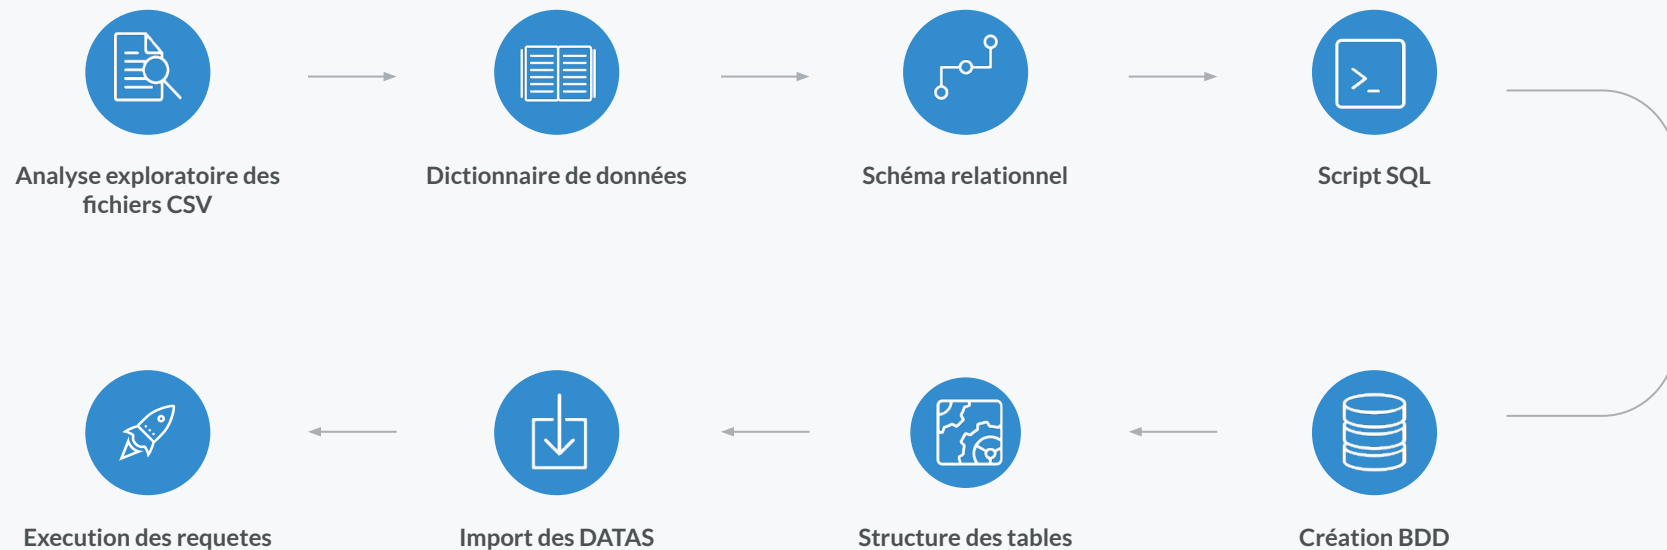 Analyse exploratoire des
fichiers CSV
Dictionnaire de données
Schéma relationnel
Script SQL
Execution des requetes
Import des DATAS
Structure des tables
Création BDD